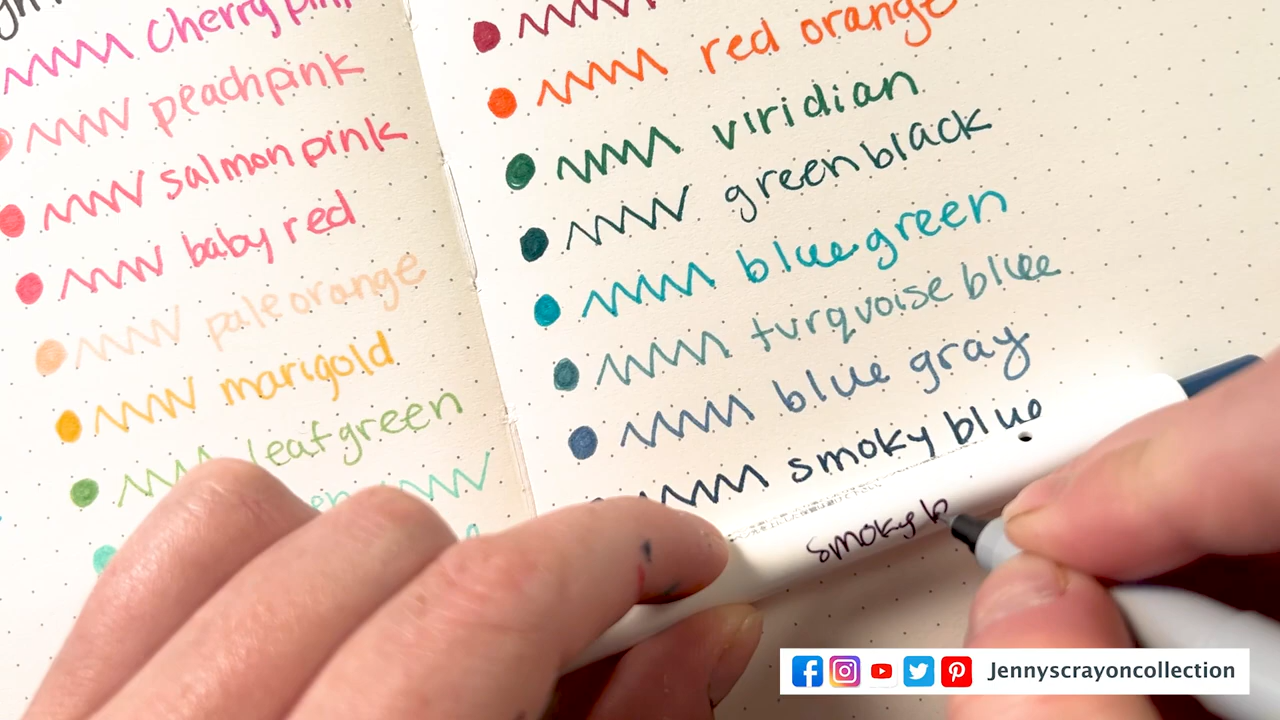 cherry pink
peach pink
salmon pink
baby red
pale orange
marigold
leaf green
red orange
viridian
green black
blue green
turquoise blue
blue gray
smoky blue
smoky b
Jennyscrayoncollection